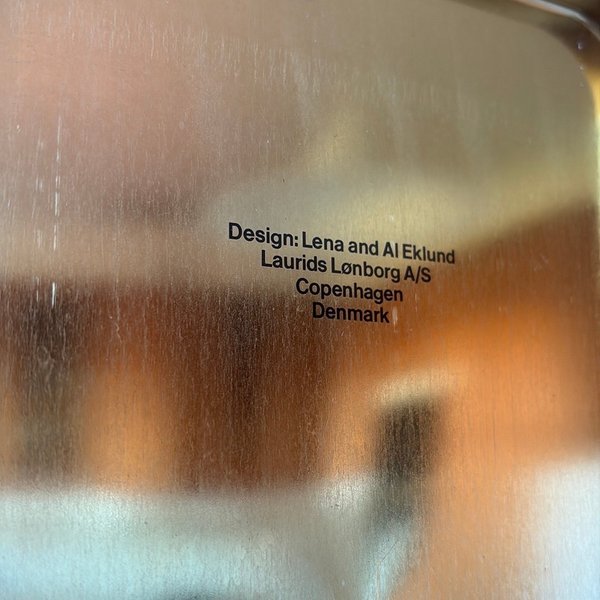 Design: Lena and Al Eklund
Laurids Lønborg A/S
Copenhagen
Denmark